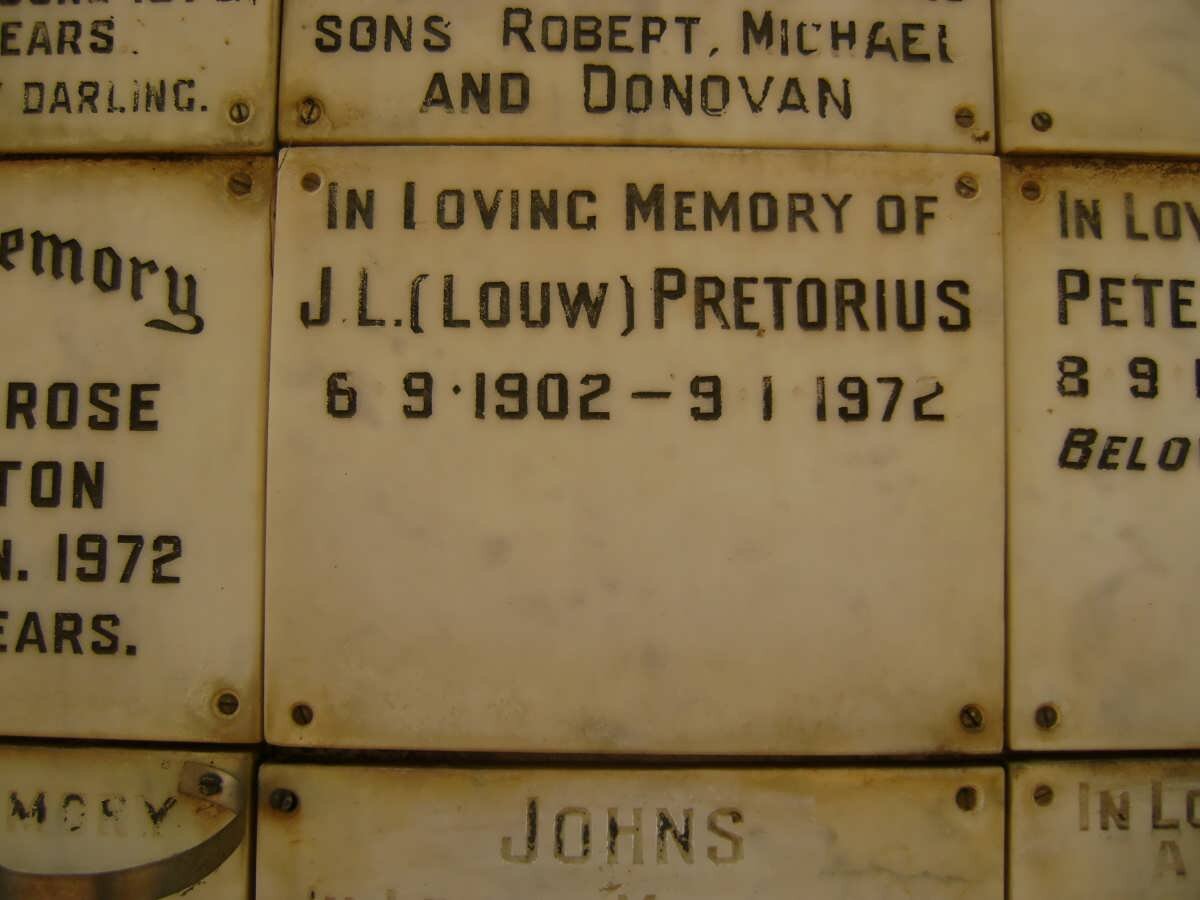 EARS.
DARLING.
SONS ROBERT, MICHAEL
AND DONOVAN
emory
ROSE
TON
N. 1972
EARS.
IN LOVING MEMORY OF
J.L. (LOUW) PRETORIUS
6 9·1902 – 9 1 1972
IN LOV
PETE
8 9 1
BELOV
MORY
JOHNS
IN LO
A